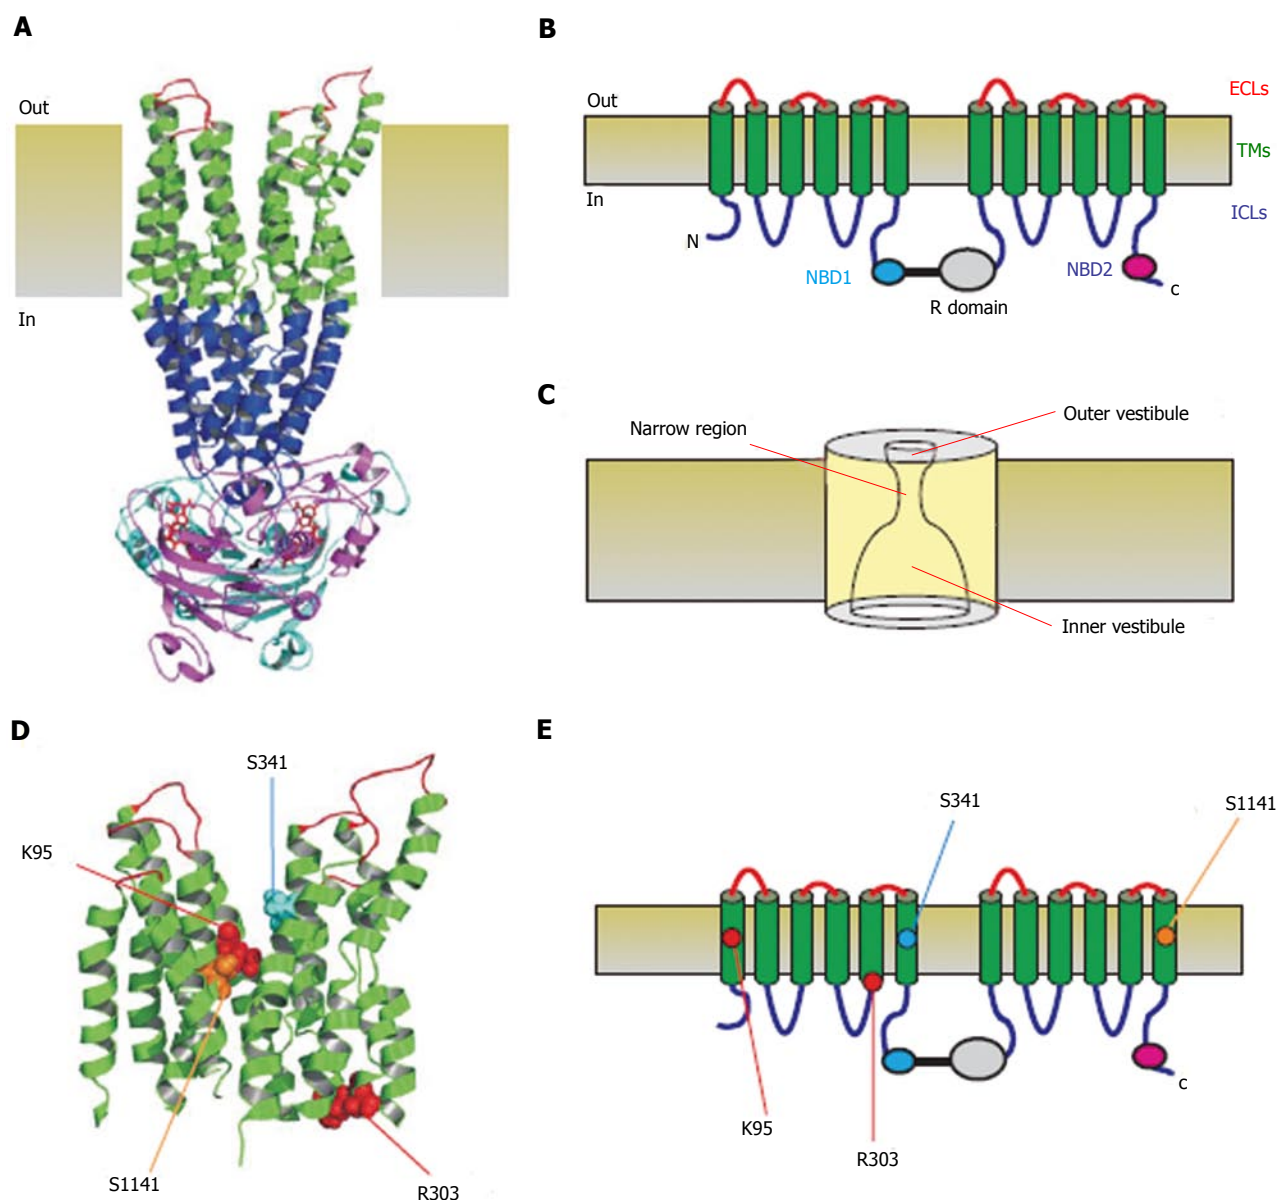 A
Out
In
B
Out
In
ECLs
TMs
ICLs
N
NBD1
R domain
NBD2
c
C
Narrow region
Outer vestibule
Inner vestibule
D
S341
K95
S1141
R303
E
S341
S1141
K95
R303
c